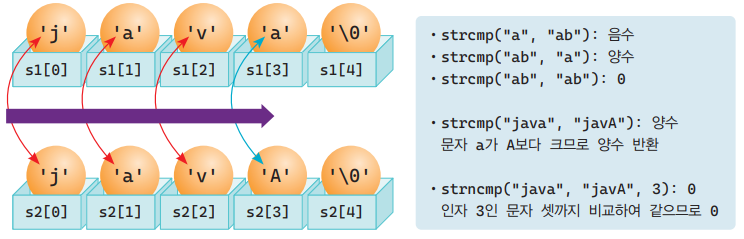 'j' 'a' 'v' 'a' '\0'
s1[0] s1[1] s1[2] s1[3] s1[4]
'j' 'a' 'v' 'A' '\0'
s2[0] s2[1] s2[2] s2[3] s2[4]
· strcmp("a", "ab"): 음수
· strcmp("ab", "a"): 양수
· strcmp("ab", "ab"): 0
· strcmp("java", "javA"): 양수
문자 a가 A보다 크므로 양수 반환
· strncmp("java", "javA", 3): 0
인자 3인 문자 셋까지 비교하여 같으므로 0